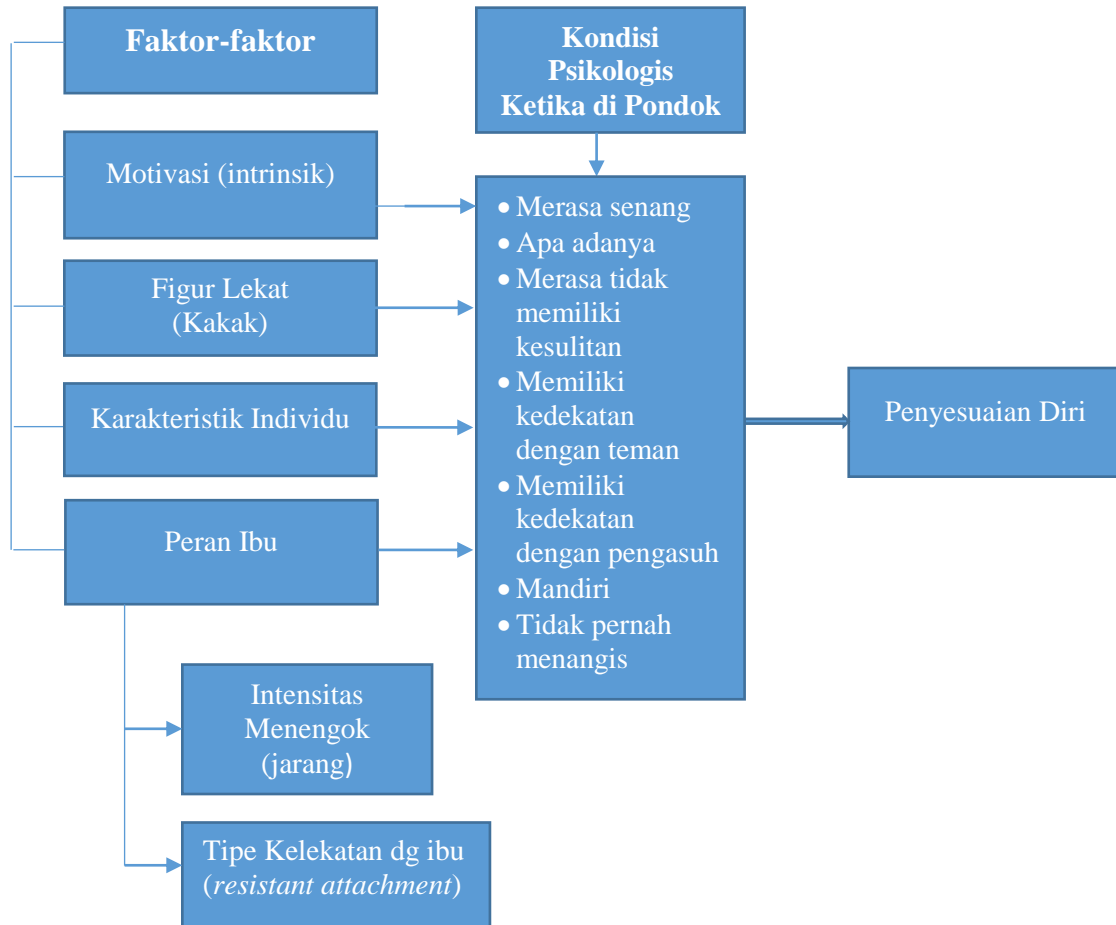 Faktor-faktor
Kondisi
Psikologis
Ketika di Pondok
Motivasi (intrinsik)
Figur Lekat
(Kakak)
Karakteristik Individu
Peran Ibu
Intensitas
Menengok
(jarang)
Tipe Kelekatan dg ibu
(resistant attachment)
• Merasa senang
• Apa adanya
• Merasa tidak
memiliki
kesulitan
• Memiliki
kedekatan
dengan teman
• Memiliki
kedekatan
dengan pengasuh
• Mandiri
• Tidak pernah
menangis
Penyesuaian Diri